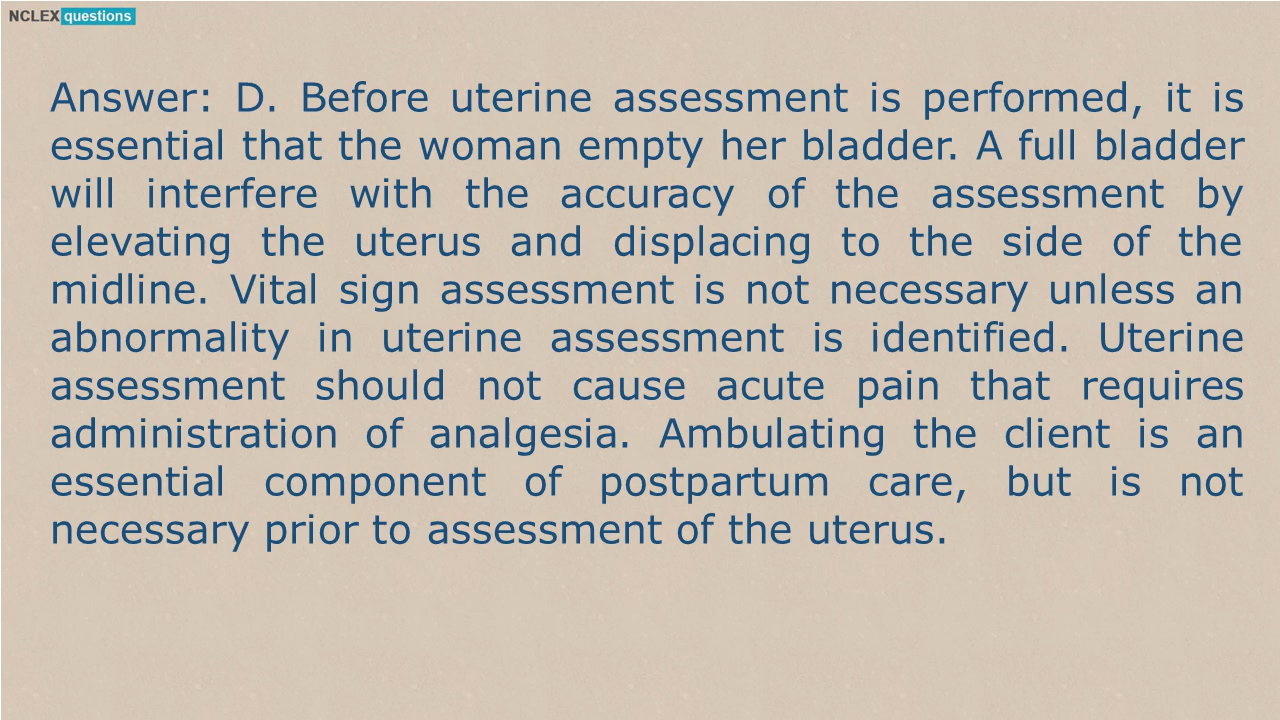 NCLEX questions
Answer: D. Before uterine assessment is performed, it is
essential that the woman empty her bladder. A full bladder
will interfere with the accuracy of the assessment by
elevating the uterus and displacing to the side of the
midline. Vital sign assessment is not necessary unless an
abnormality in uterine assessment is identified. Uterine
assessment should not cause acute pain that requires
administration of analgesia. Ambulating the client is an
essential component of postpartum care, but is not
necessary prior to assessment of the uterus.